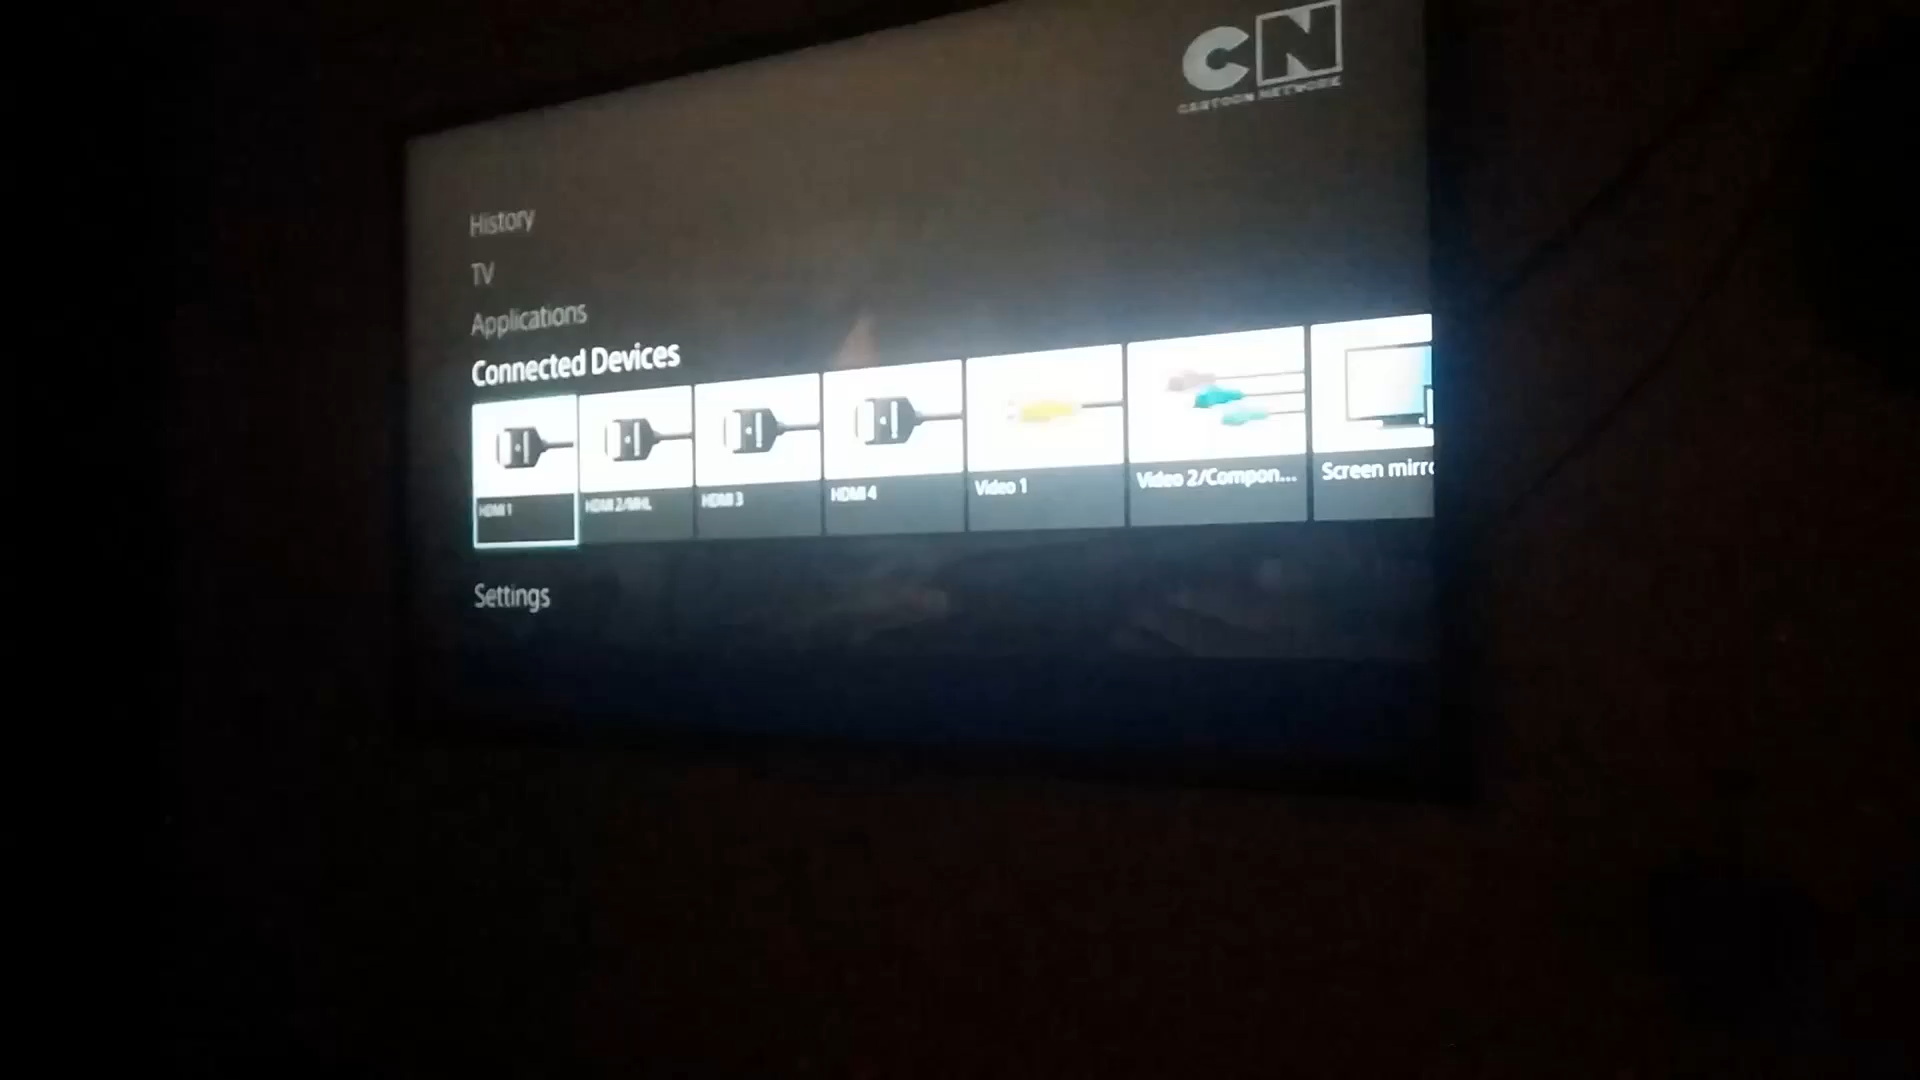 CN
CARTOON NETWORK
History
TV
Applications
Connected Devices
HDMI 1
HDMI 2/MHL
HDMI 3
HDMI 4
Video 1
Video 2/Compon...
Screen mirro
Settings